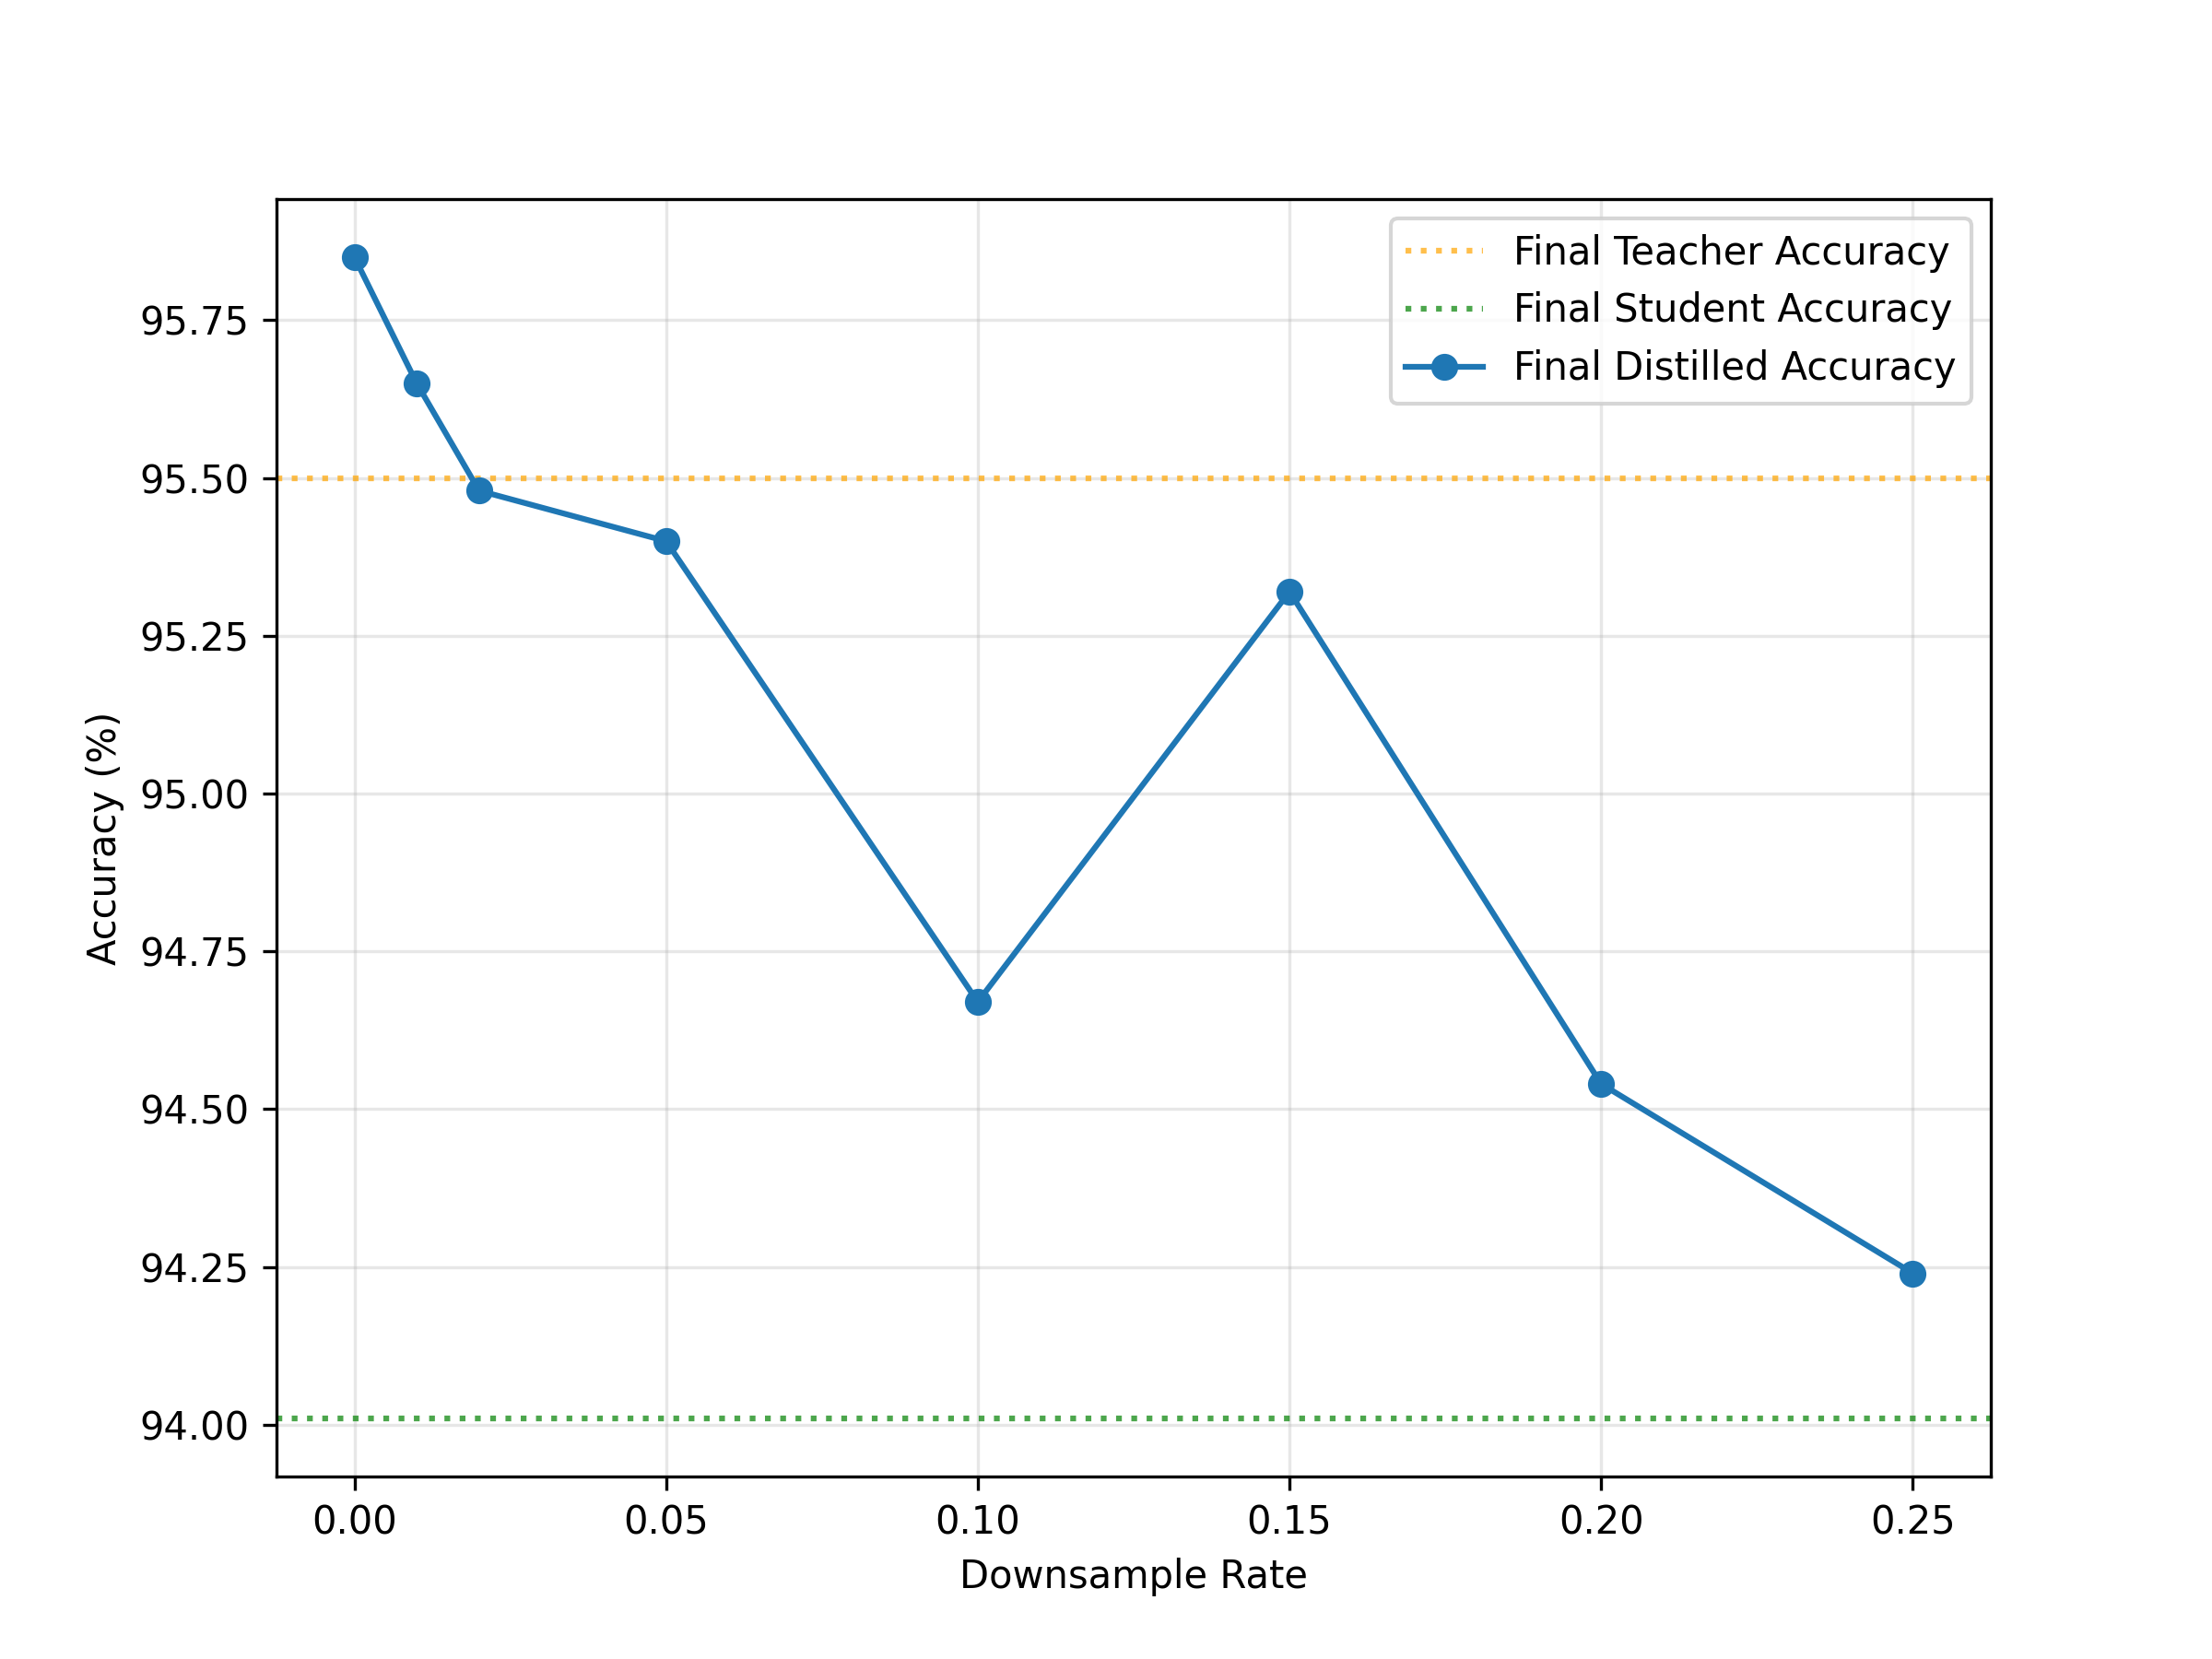 Final Teacher Accuracy
Final Student Accuracy
Final Distilled Accuracy
95.75
95.50
95.25
95.00
94.75
94.50
94.25
94.00
Accuracy (%)
0.00 0.05 0.10 0.15 0.20 0.25
Downsample Rate